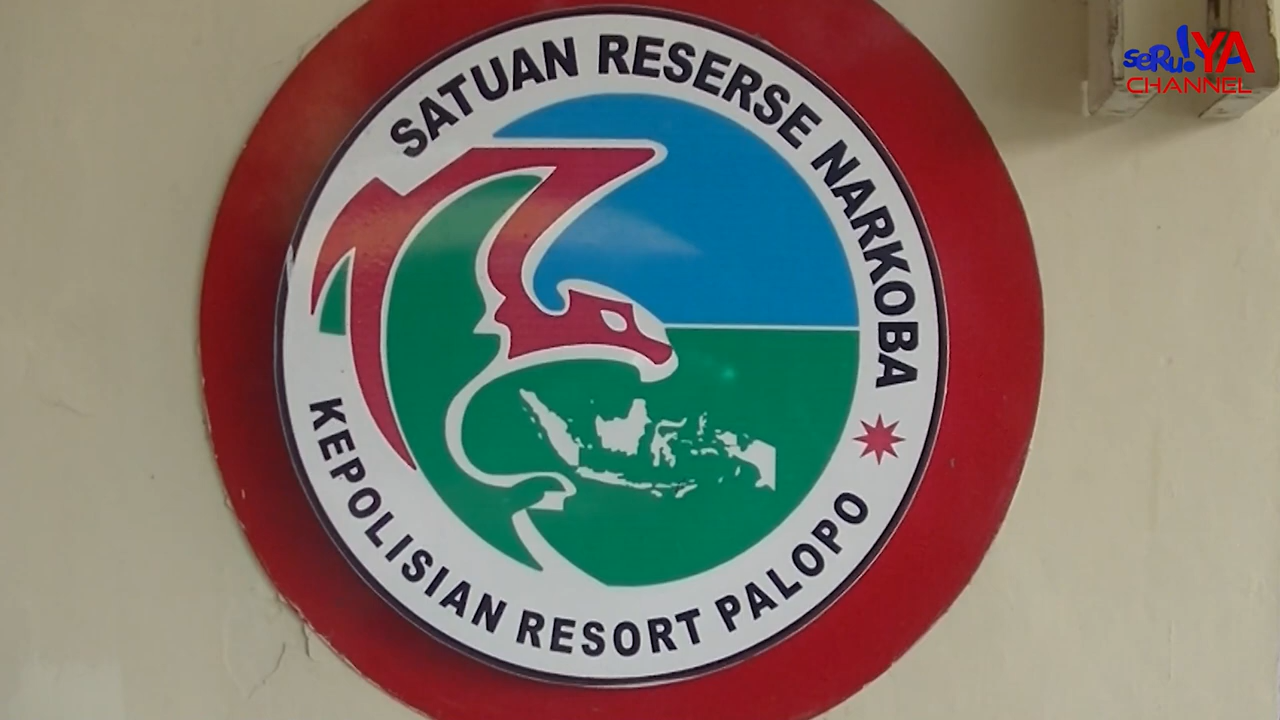 SATUAN RESERSE NARKOBA
KEPOLISIAN RESORT PALOPO
seRu!YA
CHANNEL